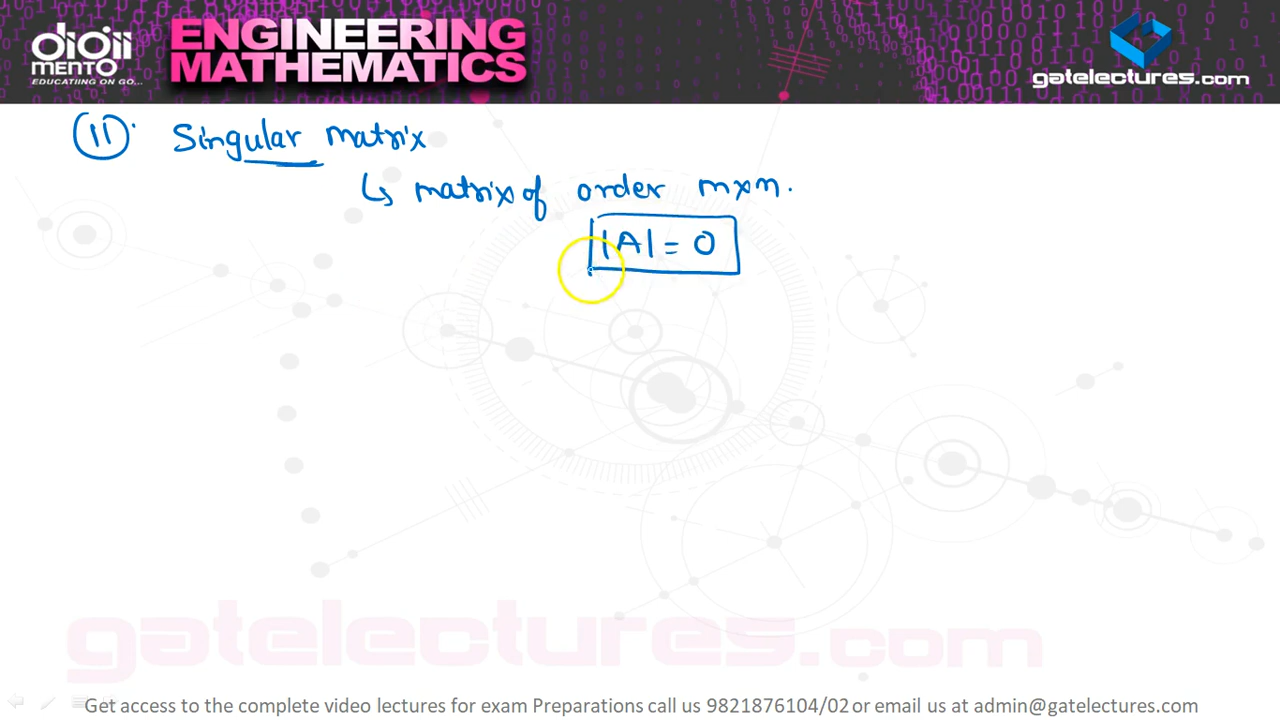 digii
MENTO
EDUCATIING ON GO...
ENGINEERING
MATHEMATICS
gatelectures.com
11. Singular matrix
↳ matrix of order m×n.
|A| = 0
gatelectures.com
Get access to the complete video lectures for exam Preparations call us 9821876104/02 or email us at admin@gatelectures.com